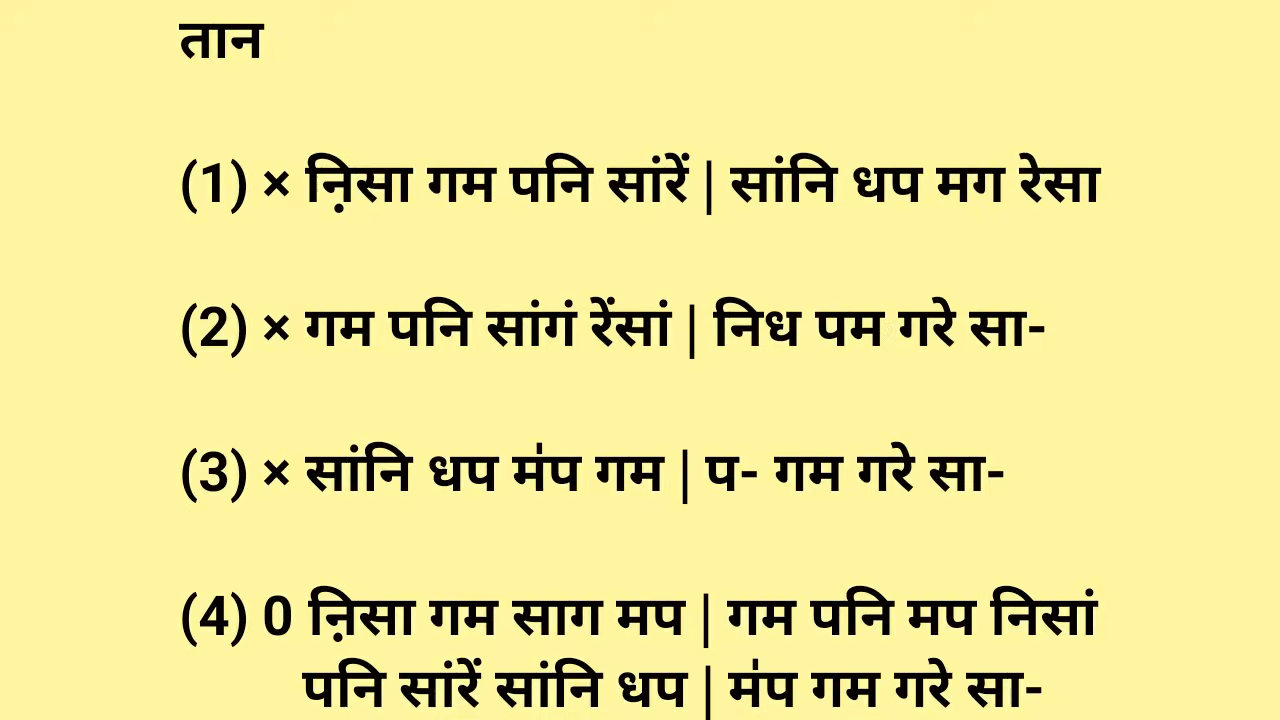 तान
(1) × ऩिसा गम पनि सांरें | सांनि धप मग रेसा
(2) × गम पनि सांगं रेंसां | निध पम गरे सा-
(3) × सांनि धप म॑प गम | प- गम गरे सा-
(4) 0 ऩिसा गम साग मप | गम पनि मप निसां
पनि सांरें सांनि धप | म॑प गम गरे सा-